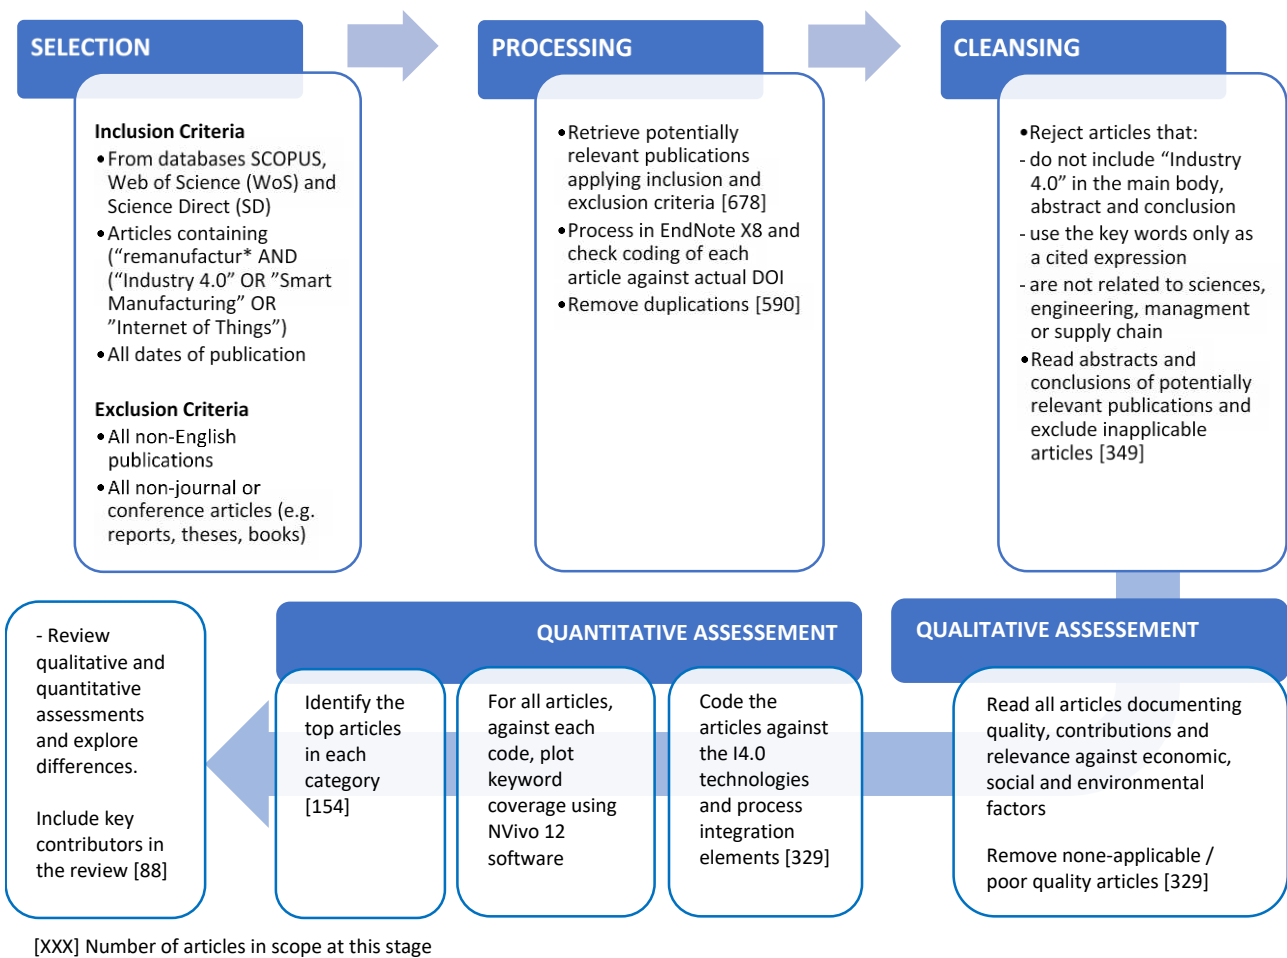 SELECTION
Inclusion Criteria
•From databases SCOPUS,
Web of Science (WoS) and
Science Direct (SD)
•Articles containing
(“remanufactur* AND
(“Industry 4.0” OR ”Smart
Manufacturing” OR
”Internet of Things”)
•All dates of publication
Exclusion Criteria
•All non-English
publications
•All non-journal or
conference articles (e.g.
reports, theses, books)
PROCESSING
•Retrieve potentially
relevant publications
applying inclusion and
exclusion criteria [678]
•Process in EndNote X8 and
check coding of each
article against actual DOI
•Remove duplications [590]
CLEANSING
•Reject articles that:
- do not include “Industry
4.0” in the main body,
abstract and conclusion
- use the key words only as
a cited expression
- are not related to sciences,
engineering, managment
or supply chain
•Read abstracts and
conclusions of potentially
relevant publications and
exclude inapplicable
articles [349]
QUALITATIVE ASSESSEMENT
Read all articles documenting
quality, contributions and
relevance against economic,
social and environmental
factors
Remove none-applicable /
poor quality articles [329]
QUANTITATIVE ASSESSEMENT
Code the
articles against
the I4.0
technologies
and process
integration
elements [329]
For all articles,
against each
code, plot
keyword
coverage using
NVivo 12
software
Identify the
top articles
in each
category
[154]
- Review
qualitative and
quantitative
assessments
and explore
differences.
Include key
contributors in
the review [88]
[XXX] Number of articles in scope at this stage